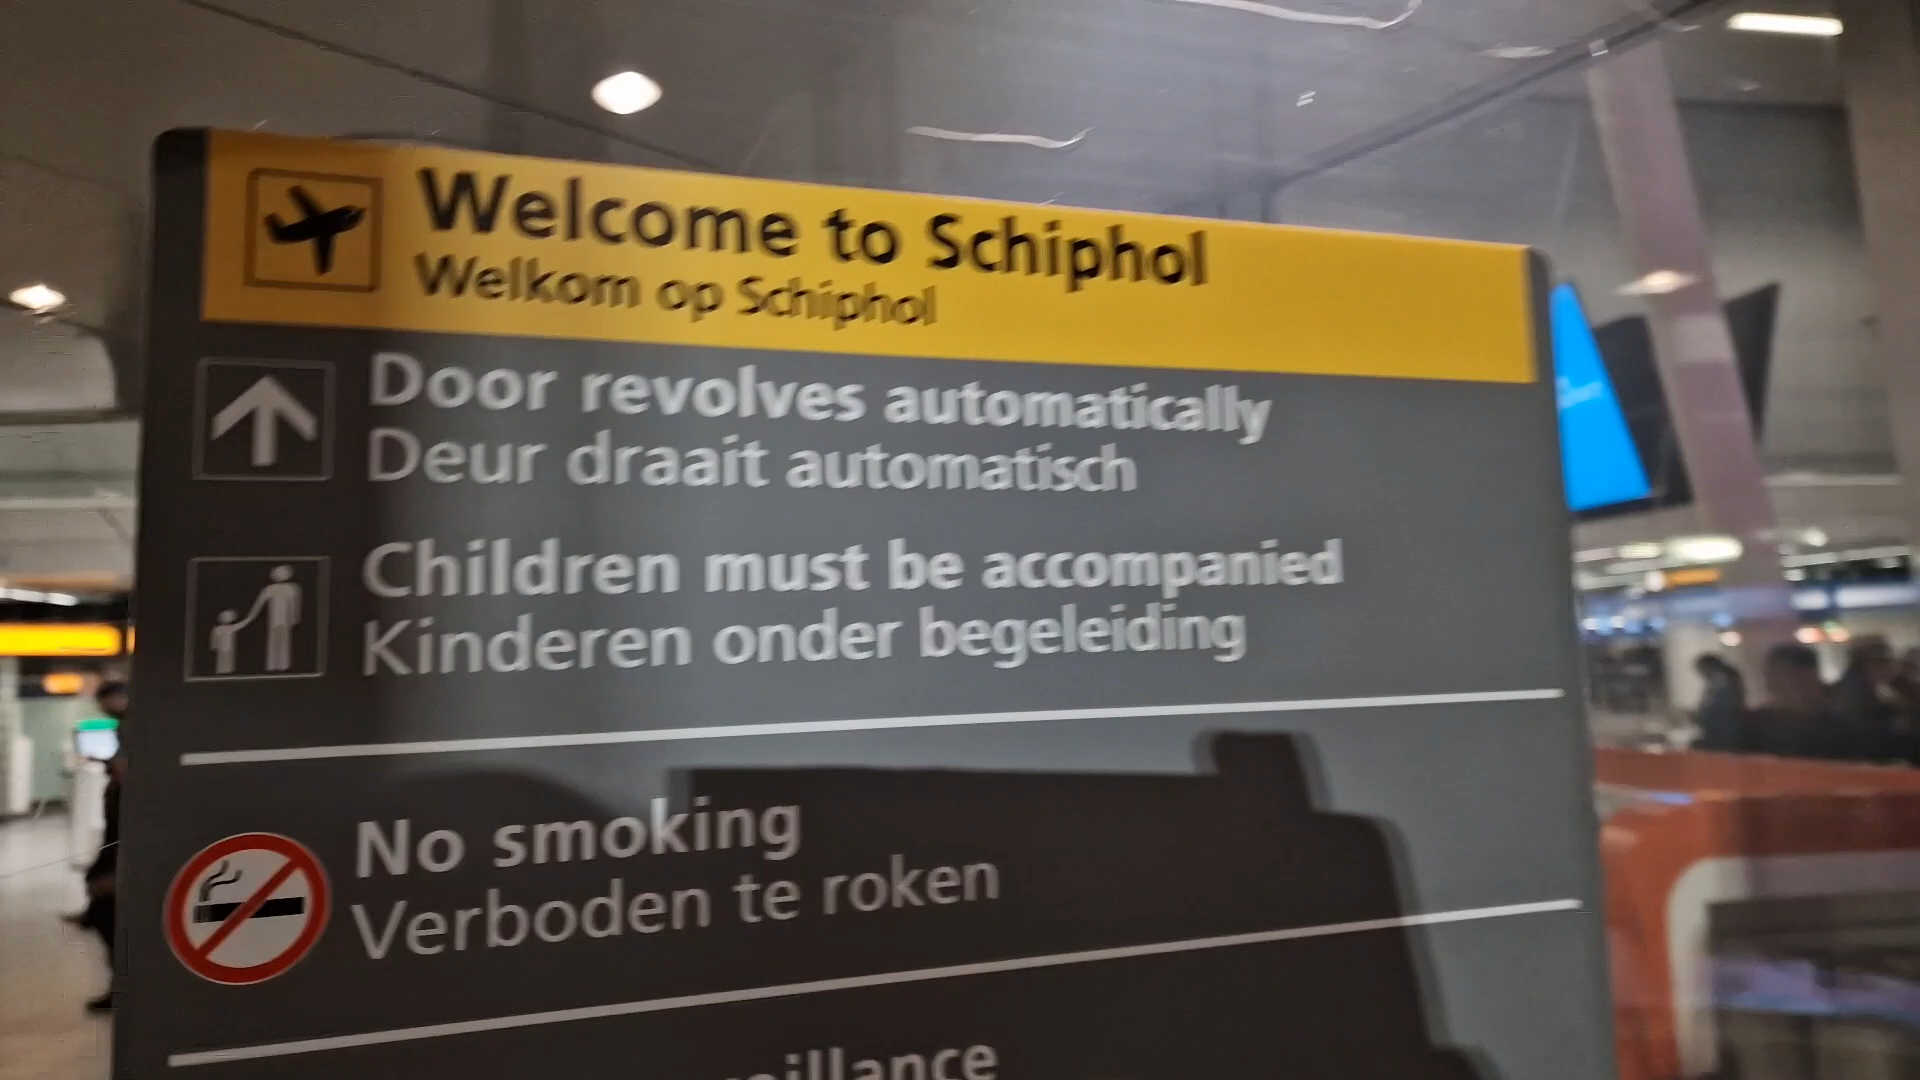 Welcome to Schiphol
Welkom op Schiphol
Door revolves automatically
Deur draait automatisch
Children must be accompanied
Kinderen onder begeleiding
No smoking
Verboden te roken